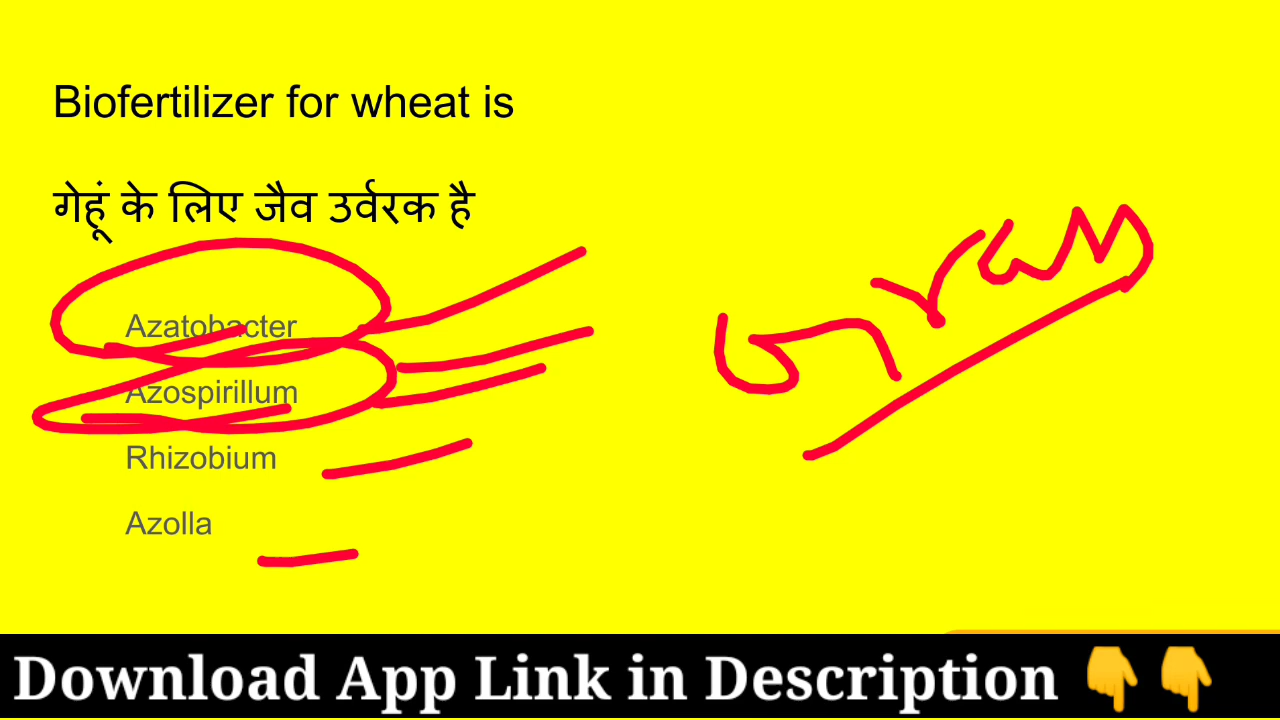 Biofertilizer for wheat is
गेहूं के लिए जैव उर्वरक है
Azatobacter
Azospirillum
Rhizobium
Azolla
Download App Link in Description 👇👇